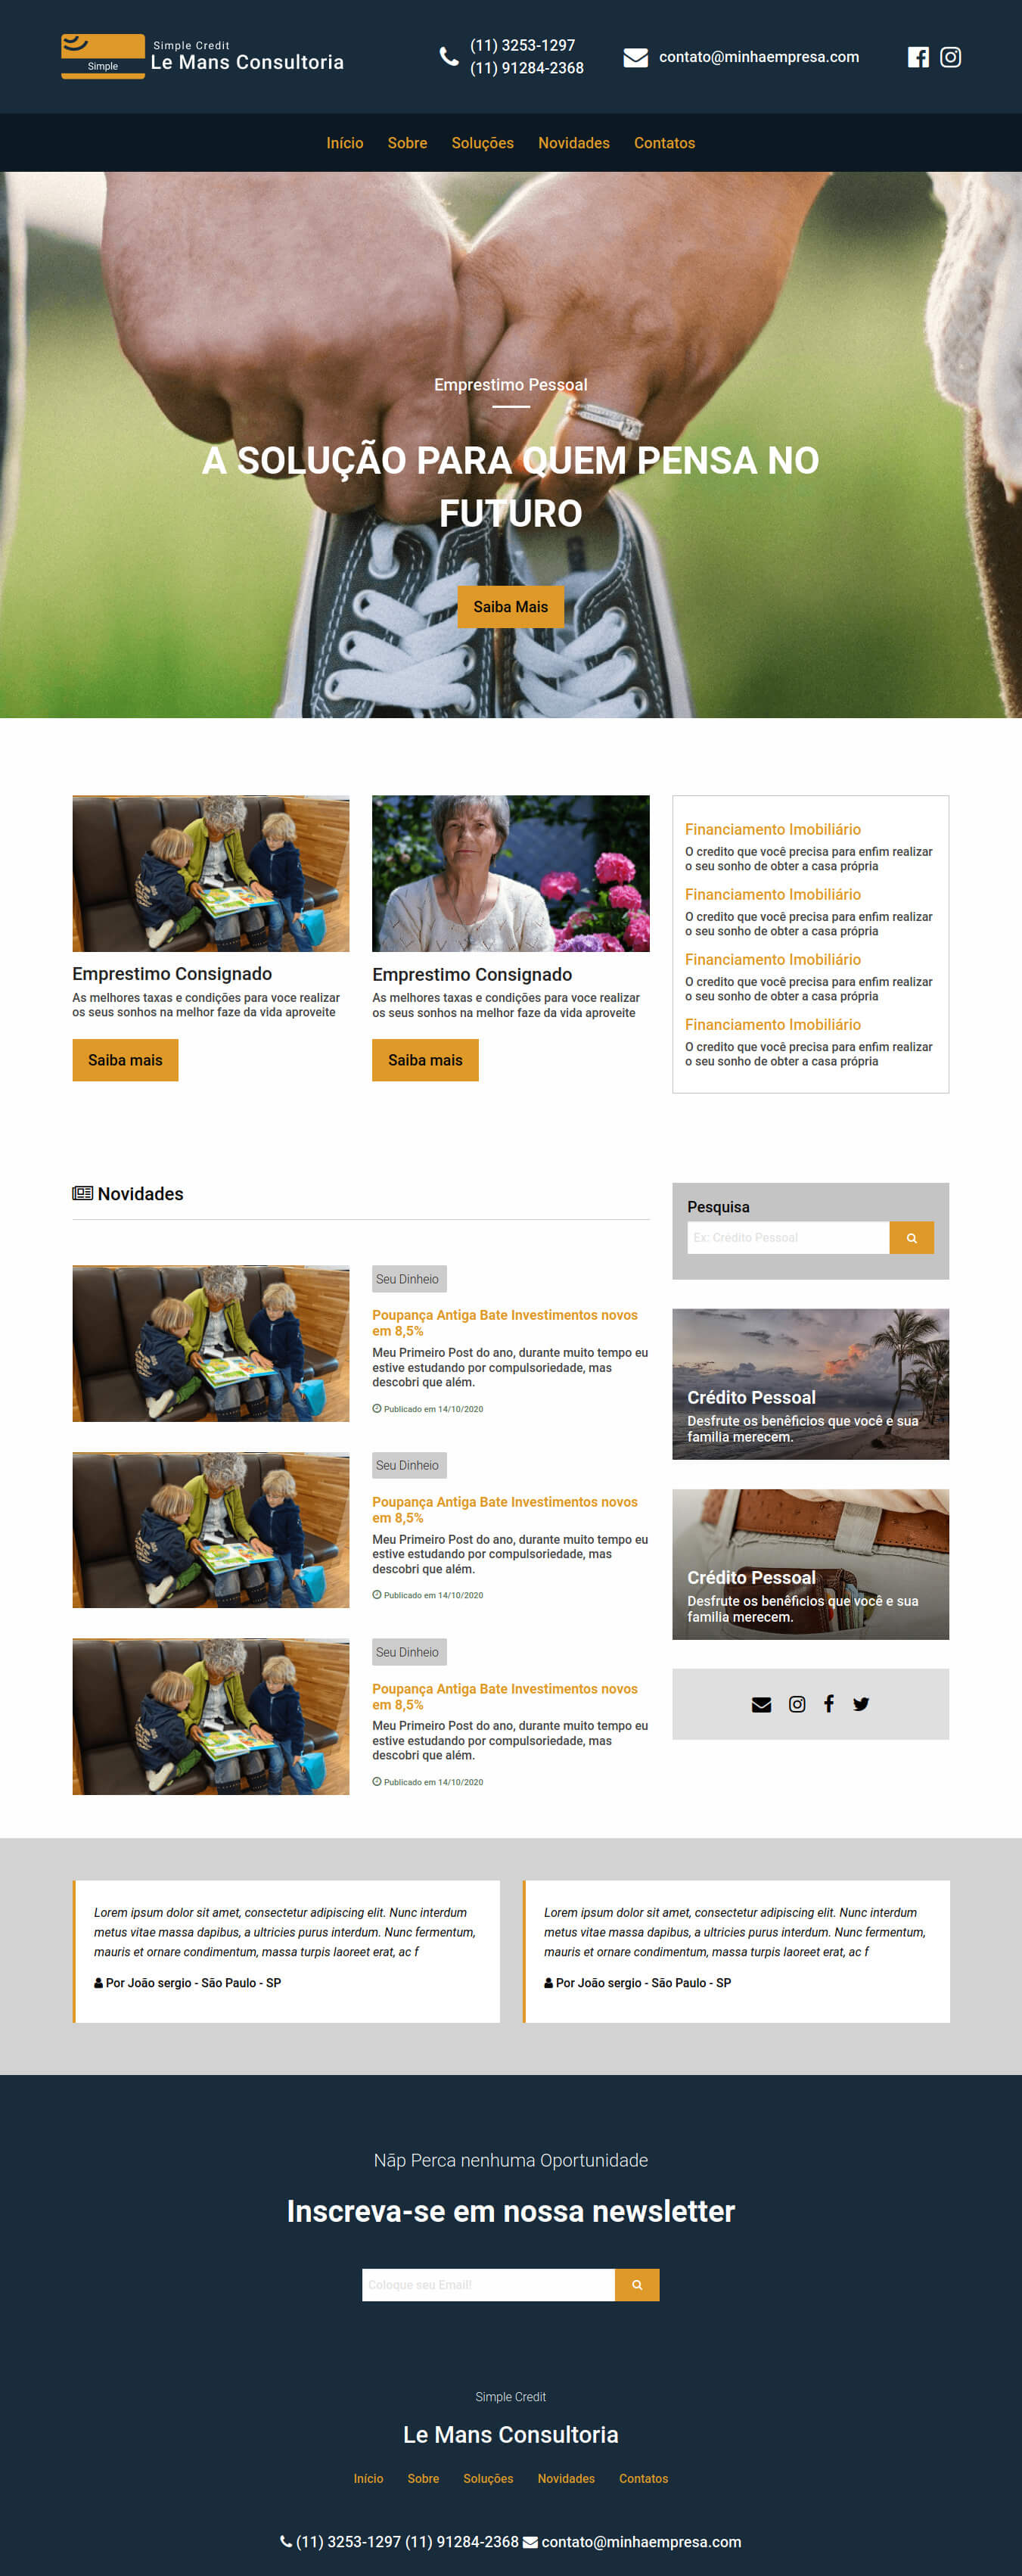 Simple Credit
Simple
Le Mans Consultoria
(11) 3253-1297
(11) 91284-2368
contato@minhaempresa.com
Início Sobre Soluções Novidades Contatos
Emprestimo Pessoal
A SOLUÇÃO PARA QUEM PENSA NO
FUTURO
Saiba Mais
Emprestimo Consignado
As melhores taxas e condições para voce realizar
os seus sonhos na melhor faze da vida aproveite
Saiba mais
Emprestimo Consignado
As melhores taxas e condições para voce realizar
os seus sonhos na melhor faze da vida aproveite
Saiba mais
Financiamento Imobiliário
O credito que você precisa para enfim realizar
o seu sonho de obter a casa própria
Financiamento Imobiliário
O credito que você precisa para enfim realizar
o seu sonho de obter a casa própria
Financiamento Imobiliário
O credito que você precisa para enfim realizar
o seu sonho de obter a casa própria
Financiamento Imobiliário
O credito que você precisa para enfim realizar
o seu sonho de obter a casa própria
Novidades
Seu Dinheio
Poupança Antiga Bate Investimentos novos
em 8,5%
Meu Primeiro Post do ano, durante muito tempo eu
estive estudando por compulsoriedade, mas
descobri que além.
Publicado em 14/10/2020
Seu Dinheio
Poupança Antiga Bate Investimentos novos
em 8,5%
Meu Primeiro Post do ano, durante muito tempo eu
estive estudando por compulsoriedade, mas
descobri que além.
Publicado em 14/10/2020
Seu Dinheio
Poupança Antiga Bate Investimentos novos
em 8,5%
Meu Primeiro Post do ano, durante muito tempo eu
estive estudando por compulsoriedade, mas
descobri que além.
Publicado em 14/10/2020
Pesquisa
Ex: Crédito Pessoal
Crédito Pessoal
Desfrute os benêficios que você e sua
familia merecem.
Crédito Pessoal
Desfrute os benêficios que você e sua
familia merecem.
Lorem ipsum dolor sit amet, consectetur adipiscing elit. Nunc interdum
metus vitae massa dapibus, a ultricies purus interdum. Nunc fermentum,
mauris et ornare condimentum, massa turpis laoreet erat, ac f
Por João sergio - São Paulo - SP
Lorem ipsum dolor sit amet, consectetur adipiscing elit. Nunc interdum
metus vitae massa dapibus, a ultricies purus interdum. Nunc fermentum,
mauris et ornare condimentum, massa turpis laoreet erat, ac f
Por João sergio - São Paulo - SP
Nãp Perca nenhuma Oportunidade
Inscreva-se em nossa newsletter
Coloque seu Email!
Simple Credit
Le Mans Consultoria
Início Sobre Soluções Novidades Contatos
(11) 3253-1297 (11) 91284-2368 contato@minhaempresa.com